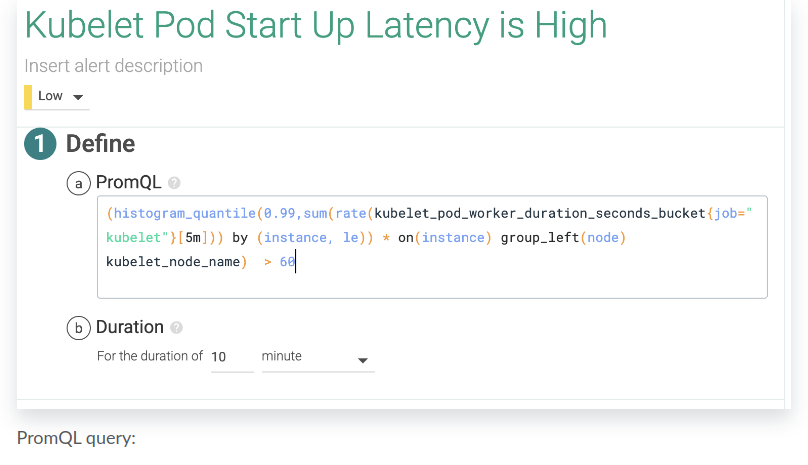 Kubelet Pod Start Up Latency is High
Insert alert description
Low
1 Define
a PromQL ?
(histogram_quantile(0.99,sum(rate(kubelet_pod_worker_duration_seconds_bucket{job="
kubelet"}[5m])) by (instance, le)) * on(instance) group_left(node)
kubelet_node_name)  > 60
b Duration ?
For the duration of 10 minute
PromQL query: